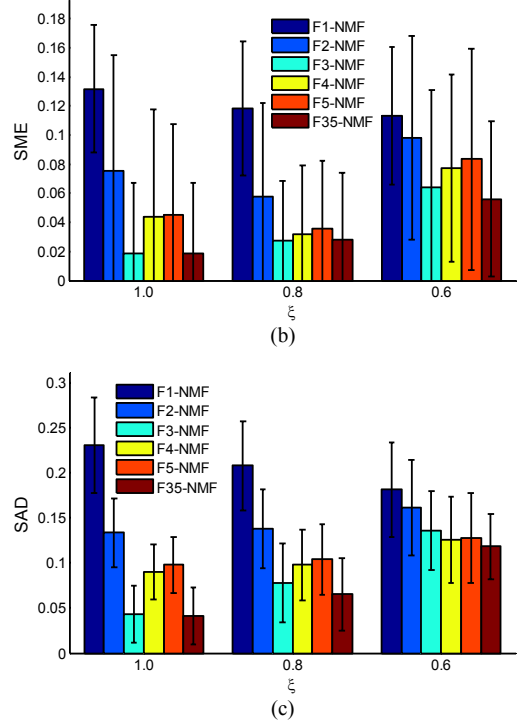 0.18
0.16
0.14
0.12
0.1
0.08
0.06
0.04
0.02
0
SME
F1-NMF
F2-NMF
F3-NMF
F4-NMF
F5-NMF
F35-NMF
1.0 0.8 0.6
ξ
(b)
0.3
0.25
0.2
0.15
0.1
0.05
0
SAD
F1-NMF
F2-NMF
F3-NMF
F4-NMF
F5-NMF
F35-NMF
1.0 0.8 0.6
ξ
(c)